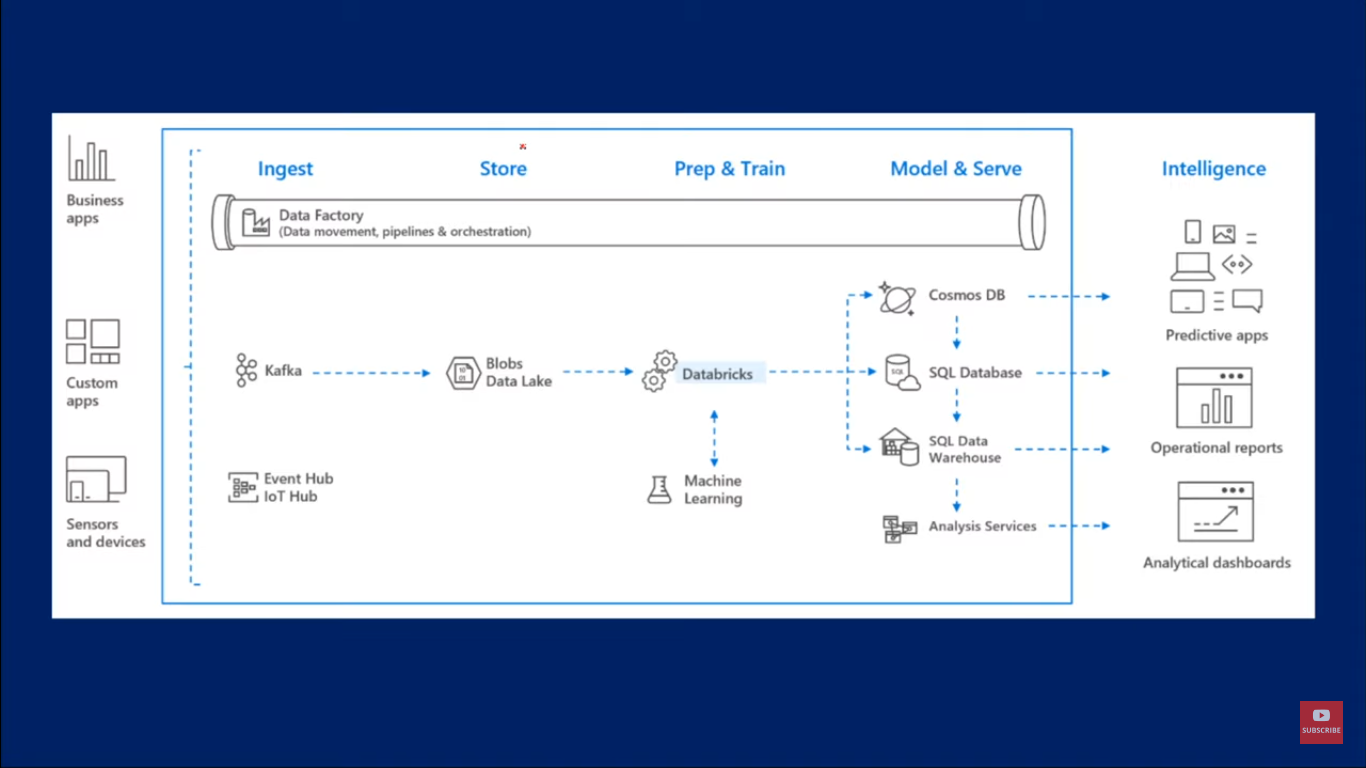 Ingest
Store
Prep & Train
Model & Serve
Intelligence
Business
apps
Data Factory
(Data movement, pipelines & orchestration)
Custom
apps
Sensors
and devices
Kafka
Event Hub
IoT Hub
Blobs
Data Lake
Databricks
Machine
Learning
Cosmos DB
SQL
SQL Database
SQL Data
Warehouse
Analysis Services
Predictive apps
Operational reports
Analytical dashboards
SUBSCRIBE